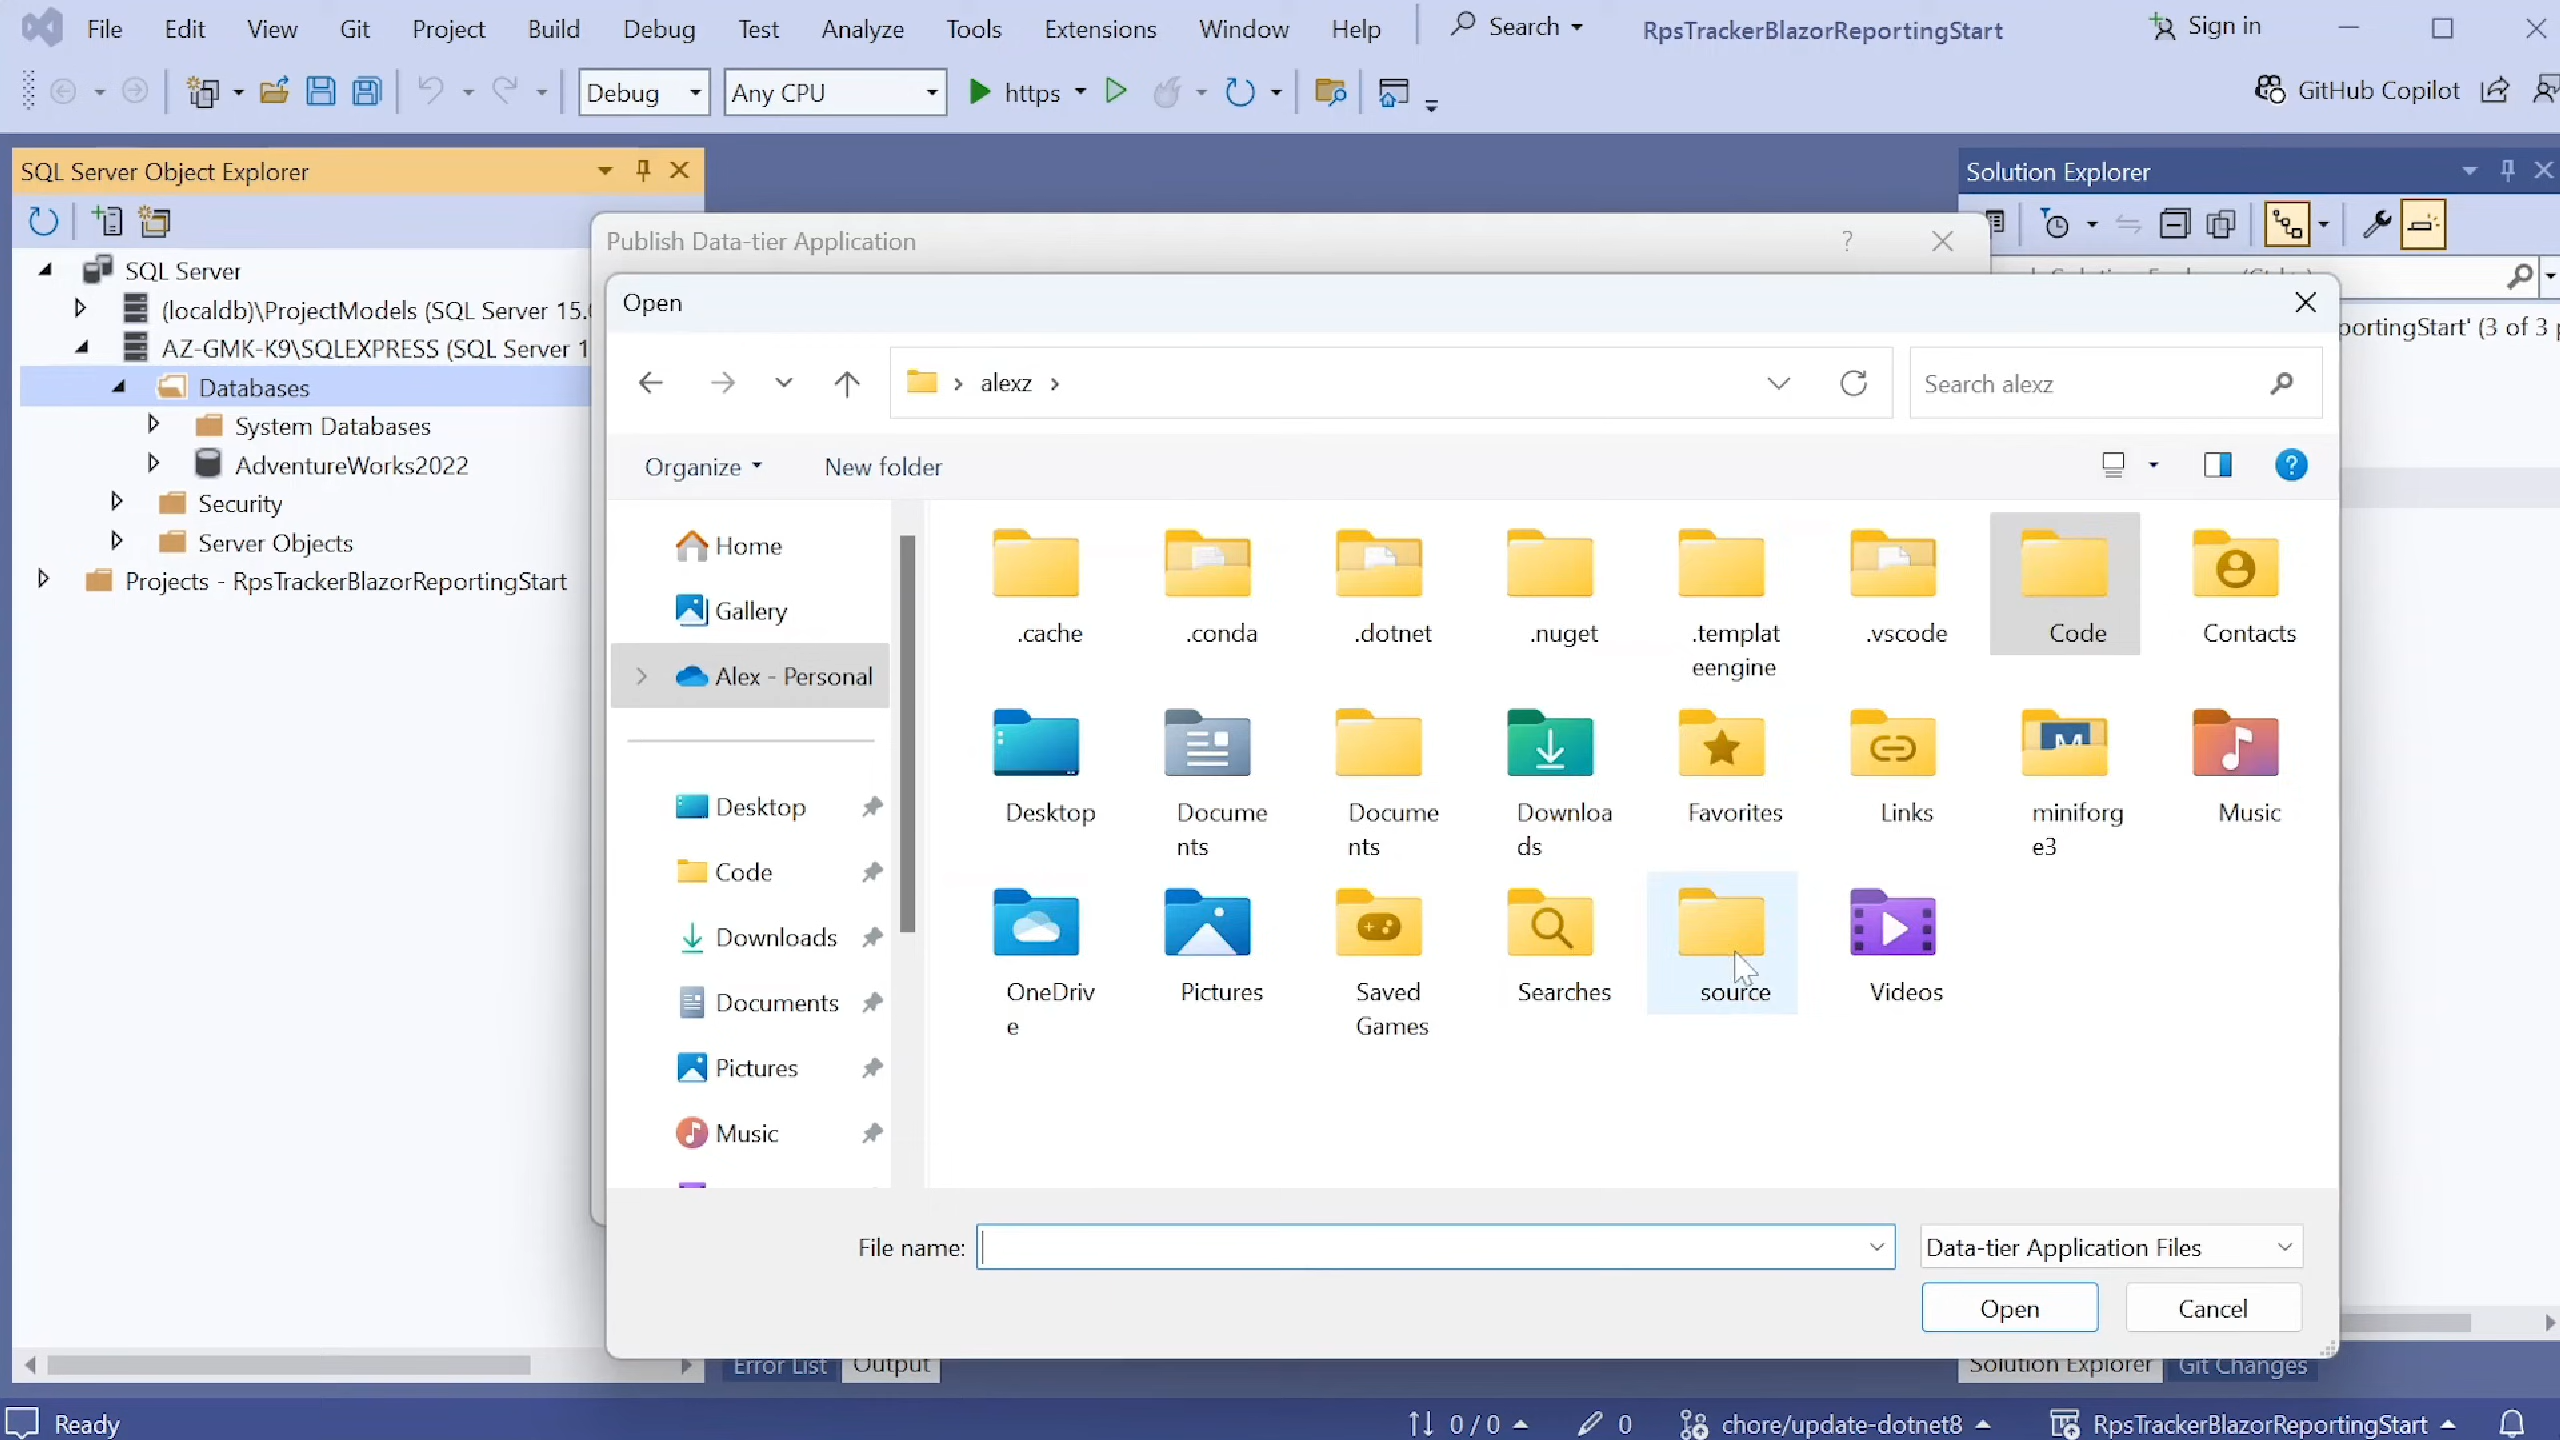 File Edit View Git Project Build Debug Test Analyze Tools Extensions Window Help Search RpsTrackerBlazorReportingStart Sign in
Debug Any CPU https GitHub Copilot
SQL Server Object Explorer
SQL Server
(localdb)\ProjectModels (SQL Server 15.
AZ-GMK-K9\SQLEXPRESS (SQL Server 1
Databases
System Databases
AdventureWorks2022
Security
Server Objects
Projects - RpsTrackerBlazorReportingStart
Publish Data-tier Application ?
Open
alexz
Search alexz
Organize New folder
Home
Gallery
Alex - Personal
Desktop
Code
Downloads
Documents
Pictures
Music
.cache .conda .dotnet .nuget .templat .vscode Code Contacts
eengine
Desktop Docume Docume Downloa Favorites Links miniforg Music
nts nts ds e3
OneDriv Pictures Saved Searches source Videos
e Games
File name:
Data-tier Application Files
Open Cancel
Solution Explorer
portingStart' (3 of 3
Error List Output
Solution Explorer Git Changes
Ready 0 / 0 0 chore/update-dotnet8 RpsTrackerBlazorReportingStart